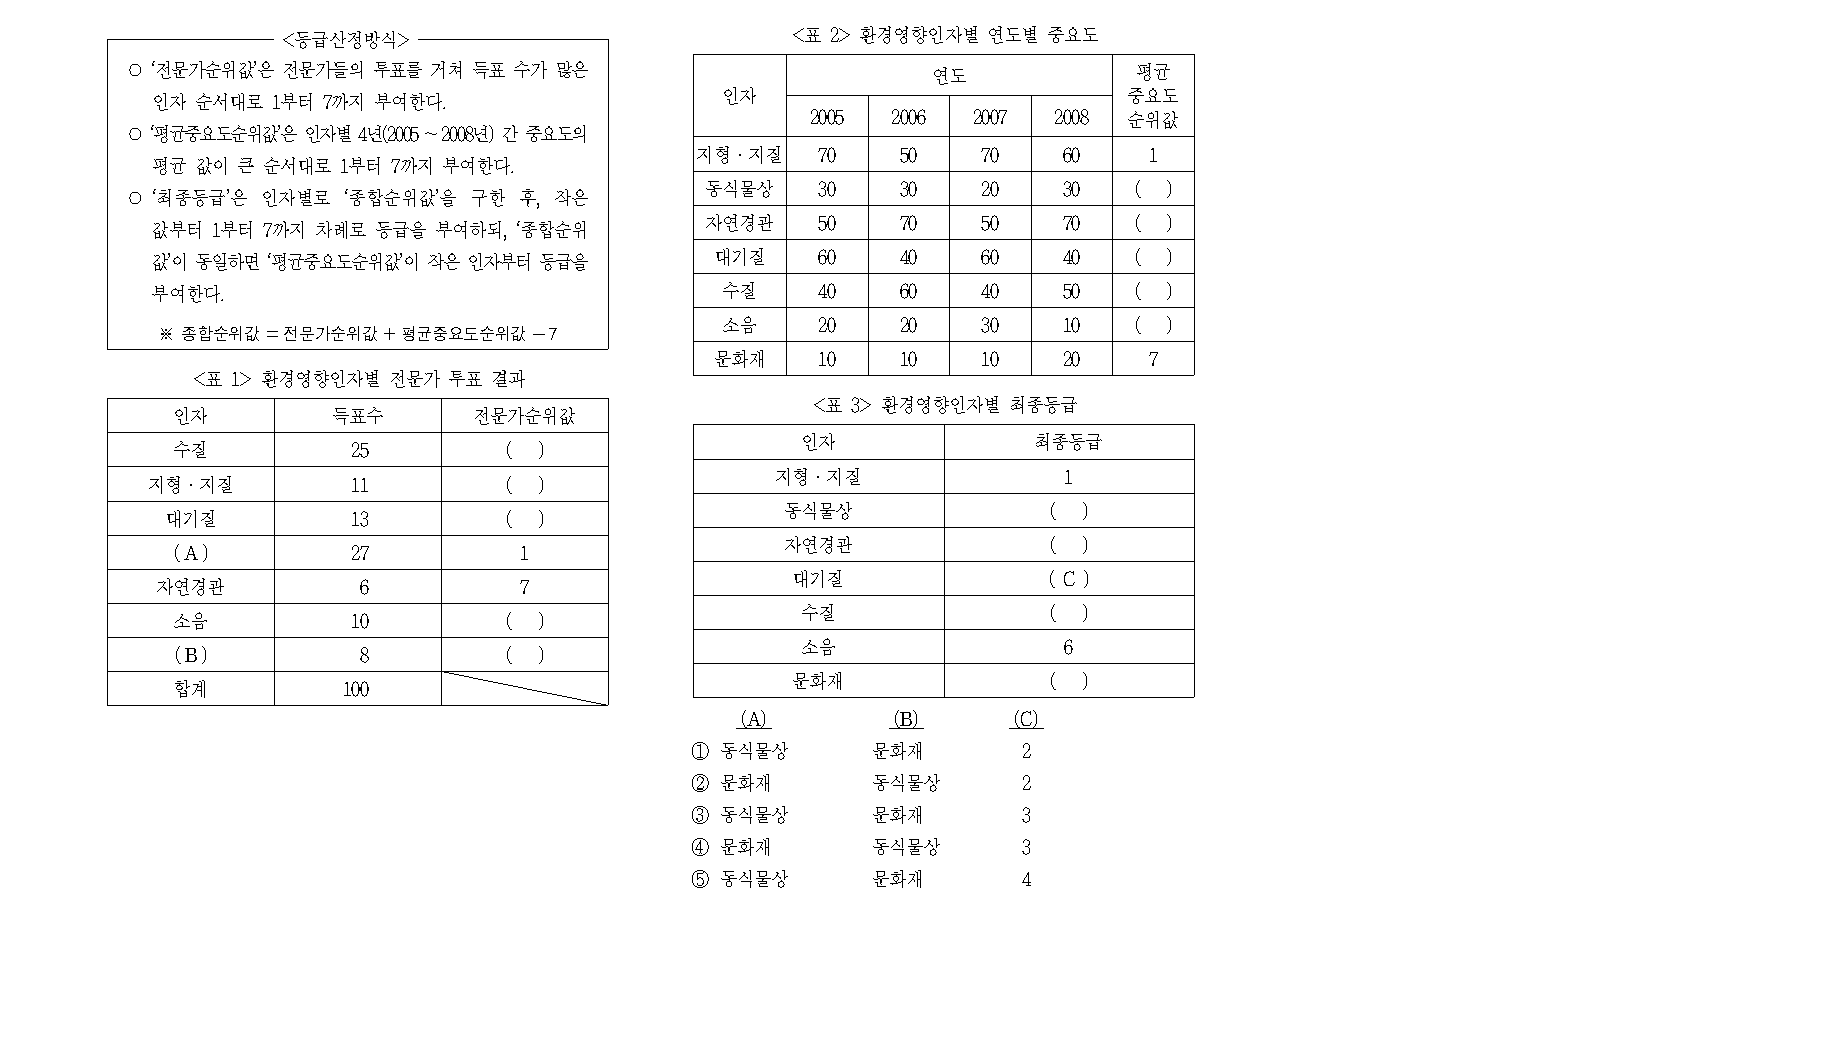 <등급산정방식>
○ ‘전문가순위값’은 전문가들의 투표를 거쳐 득표 수가 많은
인자 순서대로 1부터 7까지 부여한다.
○ ‘평균중요도순위값’은 인자별 4년(2005 ~ 2008년) 간 중요도의
평균 값이 큰 순서대로 1부터 7까지 부여한다.
○ ‘최종등급’은 인자별로 ‘종합순위값’을 구한 후, 작은
값부터 1부터 7까지 차례로 등급을 부여하되, ‘종합순위
값’이 동일하면 ‘평균중요도순위값’이 작은 인자부터 등급을
부여한다.
※ 종합순위값 = 전문가순위값 + 평균중요도순위값 − 7
<표 1> 환경영향인자별 전문가 투표 결과
인자 득표수 전문가순위값
수질 25 ( )
지형·지질 11 ( )
대기질 13 ( )
( A ) 27 1
자연경관 6 7
소음 10 ( )
( B ) 8 ( )
합계 100
<표 2> 환경영향인자별 연도별 중요도
인자 연도 평균
중요도
순위값
2005 2006 2007 2008
지형·지질 70 50 70 60 1
동식물상 30 30 20 30 ( )
자연경관 50 70 50 70 ( )
대기질 60 40 60 40 ( )
수질 40 60 40 50 ( )
소음 20 20 30 10 ( )
문화재 10 10 10 20 7
<표 3> 환경영향인자별 최종등급
인자 최종등급
지형·지질 1
동식물상 ( )
자연경관 ( )
대기질 ( C )
수질 ( )
소음 6
문화재 ( )
(A) (B) (C)
① 동식물상 문화재 2
② 문화재 동식물상 2
③ 동식물상 문화재 3
④ 문화재 동식물상 3
⑤ 동식물상 문화재 4